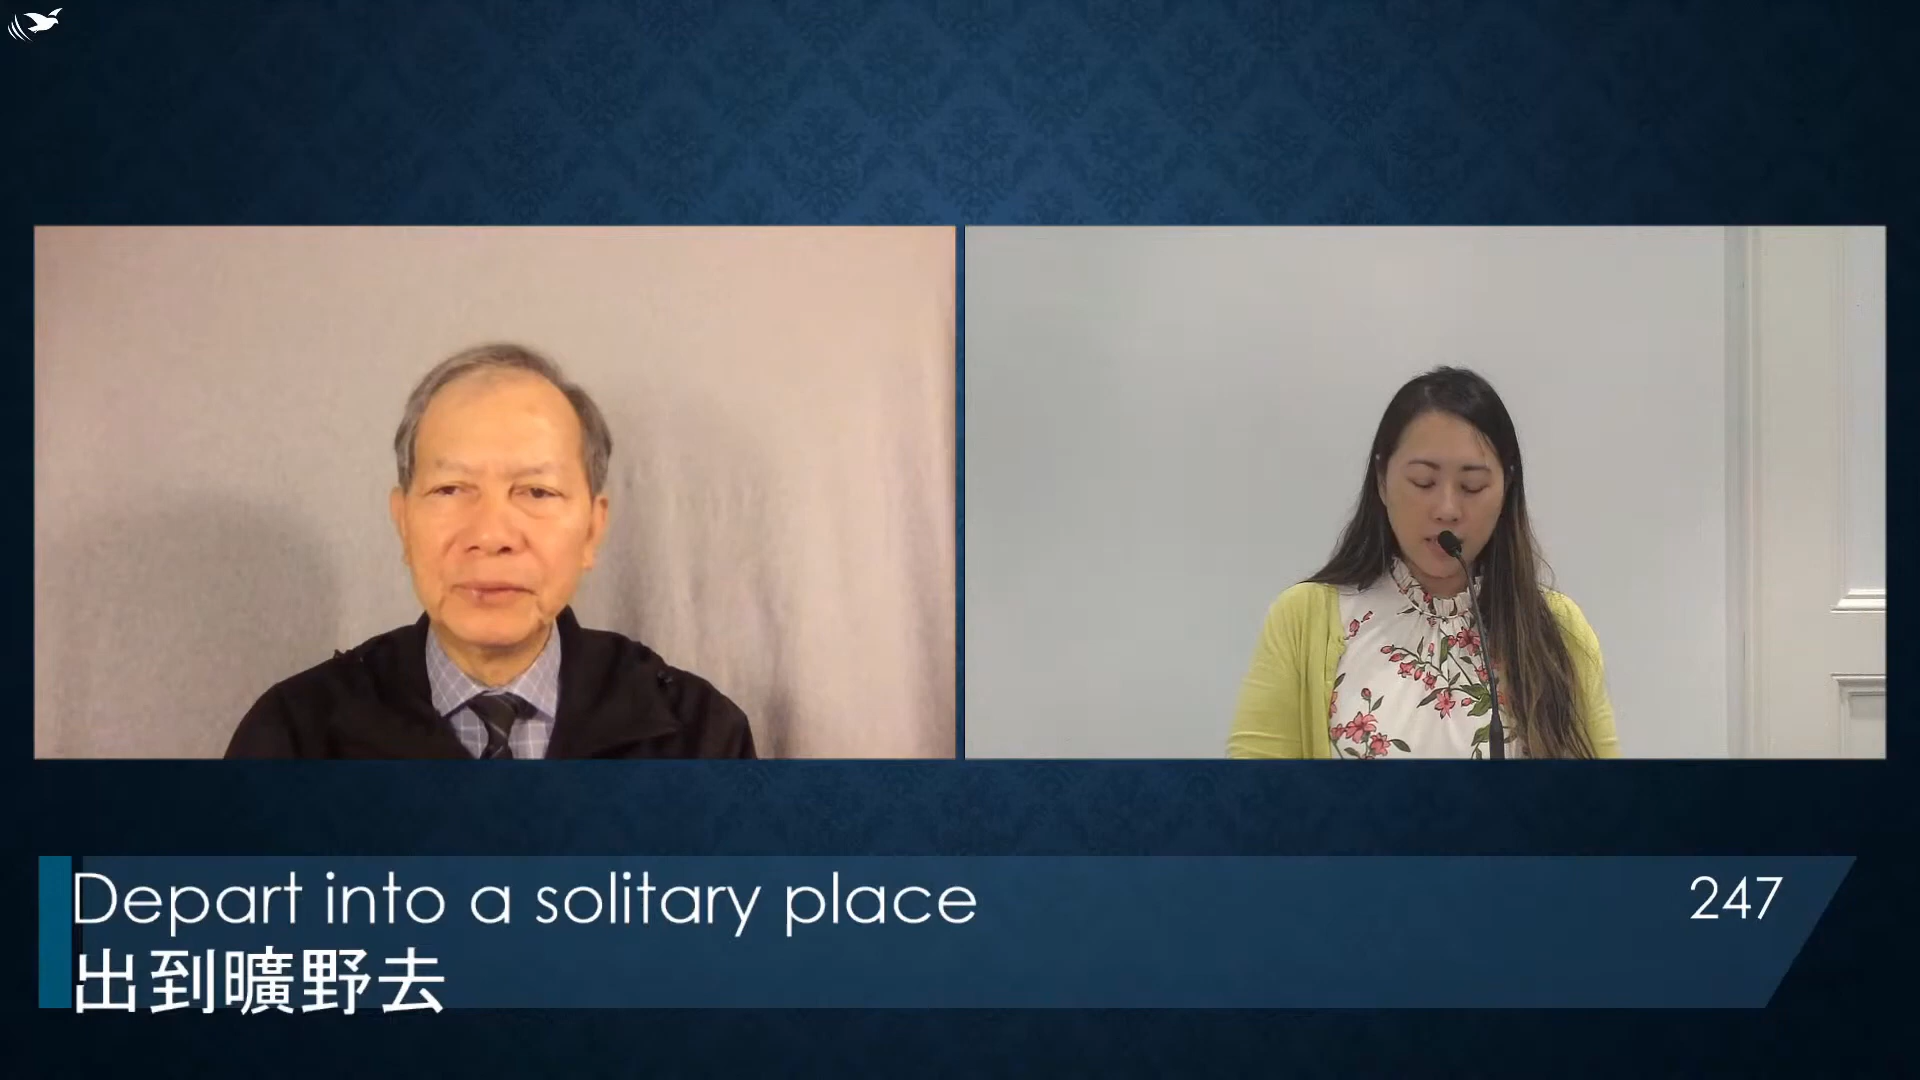 Depart into a solitary place
247
出到曠野去